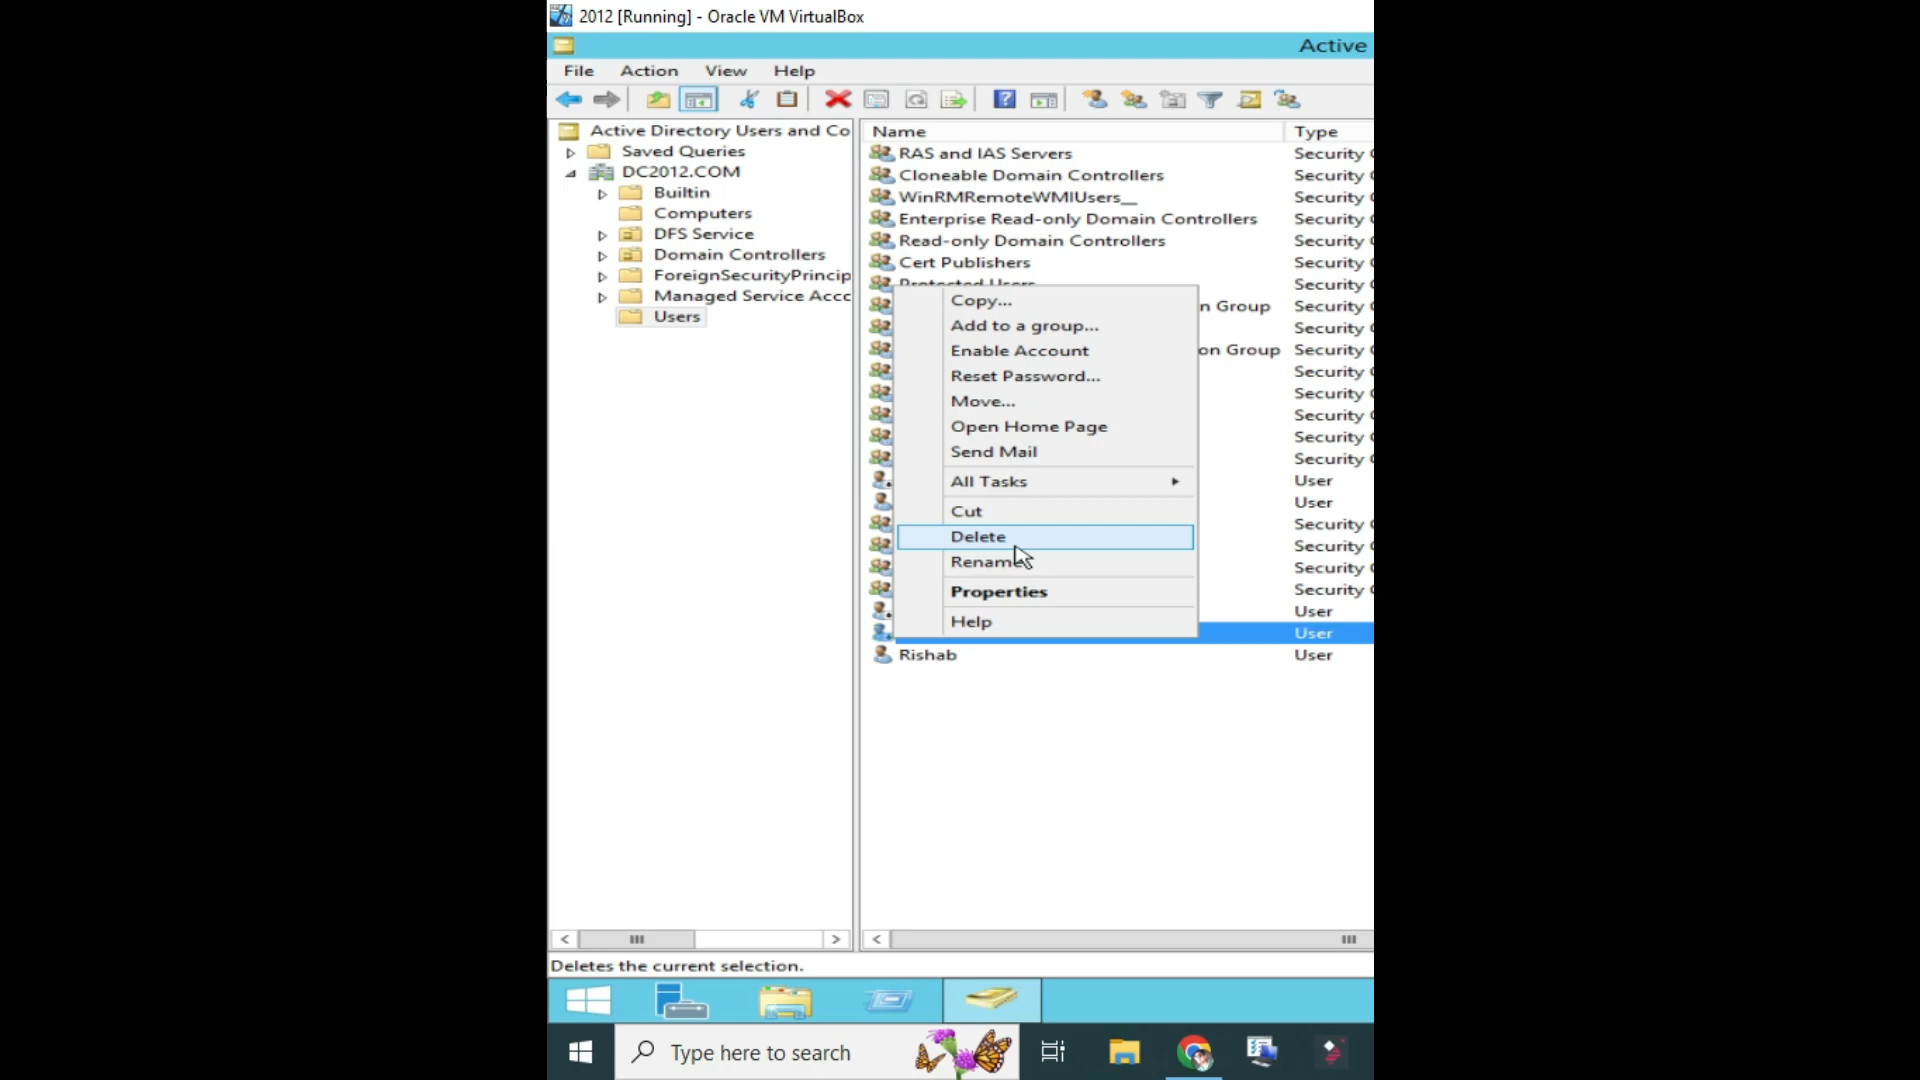 2012 [Running] - Oracle VM VirtualBox
Active
File Action View Help
Active Directory Users and Co
Saved Queries
DC2012.COM
Builtin
Computers
DFS Service
Domain Controllers
ForeignSecurityPrincip
Managed Service Acc
Users
Name Type
RAS and IAS Servers Security
Cloneable Domain Controllers Security
WinRMRemoteWMIUsers__ Security
Enterprise Read-only Domain Controllers Security
Read-only Domain Controllers Security
Cert Publishers Security
Protected Users Security
n Group Security
Security
on Group Security
Security
Security
Security
Security
Security
User
User
Security
Security
Security
Security
User
User
Rishab User
Copy...
Add to a group...
Enable Account
Reset Password...
Move...
Open Home Page
Send Mail
All Tasks
Cut
Delete
Rename
Properties
Help
Deletes the current selection.
Type here to search